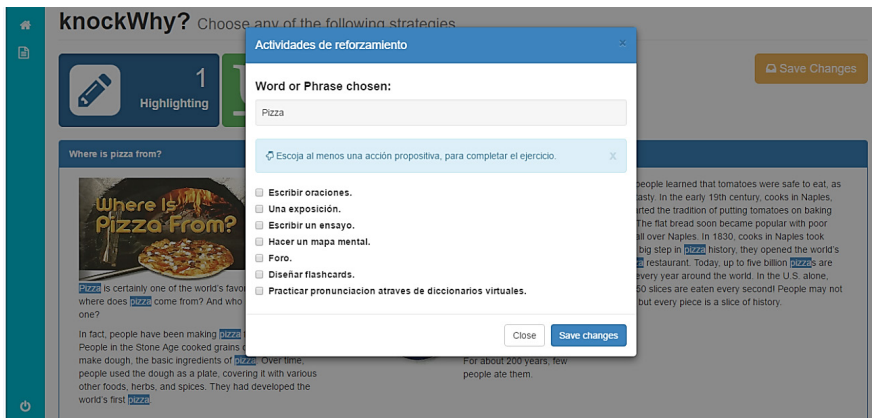 knockWhy? Choose any of the following strategies
Save Changes
1
Highlighting
Actividades de reforzamiento
x
Word or Phrase chosen:
Pizza
Escoja al menos una acción propositiva, para completar el ejercicio.
x
Escribir oraciones.
Una exposición.
Escribir un ensayo.
Hacer un mapa mental.
Foro.
Diseñar flashcards.
Practicar pronunciacion atraves de diccionarios virtuales.
Close
Save changes
Where is pizza from?
Where Is
Pizza From?
Pizza is certainly one of the world's favo
where does pizza come from? And who
one?
In fact, people have been making pizza
People in the Stone Age cooked grains
make dough, the basic ingredients of pizza. Over time,
people used the dough as a plate, covering it with various
other foods, herbs, and spices. They had developed the
world's first pizza
For about 200 years, few
people ate them.
people learned that tomatoes were safe to eat, as
asty. In the early 19th century, cooks in Naples,
rted the tradition of putting tomatoes on baking
The flat bread soon became popular with poor
all over Naples. In 1830, cooks in Naples took
big step in pizza history, they opened the world's
restaurant. Today, up to five billion pizzas are
every year around the world. In the U.S. alone,
50 slices are eaten every second! People may not
but every piece is a slice of history.